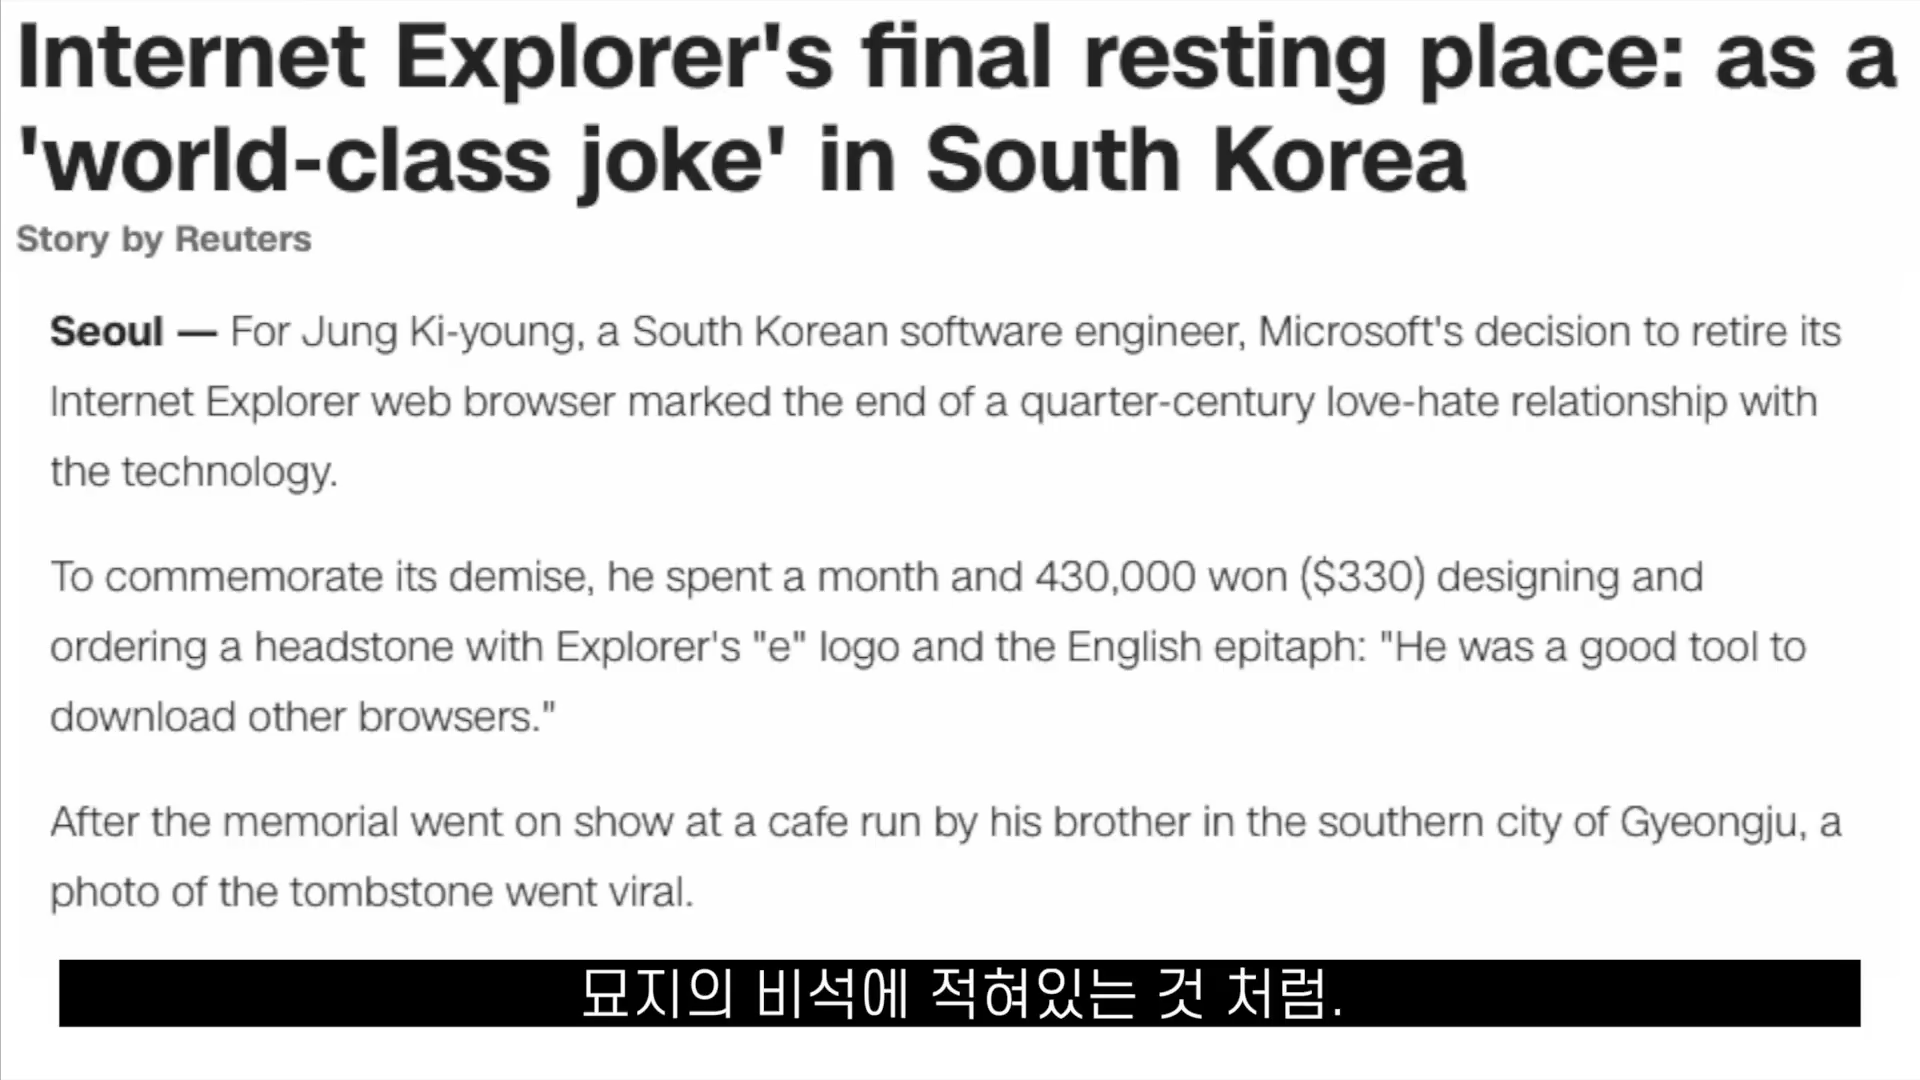 Internet Explorer's final resting place: as a
'world-class joke' in South Korea
Story by Reuters
Seoul — For Jung Ki-young, a South Korean software engineer, Microsoft's decision to retire its
Internet Explorer web browser marked the end of a quarter-century love-hate relationship with
the technology.
To commemorate its demise, he spent a month and 430,000 won ($330) designing and
ordering a headstone with Explorer's "e" logo and the English epitaph: "He was a good tool to
download other browsers."
After the memorial went on show at a cafe run by his brother in the southern city of Gyeongju, a
photo of the tombstone went viral.
묘지의 비석에 적혀있는 것 처럼.